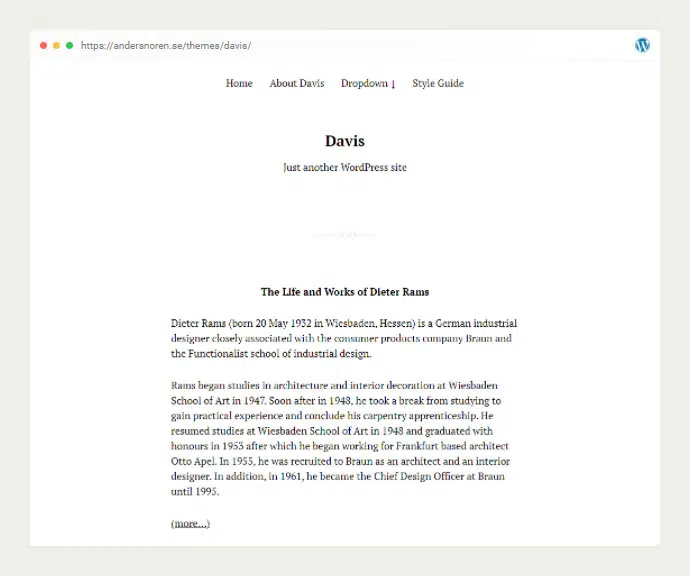 https://andersnoren.se/themes/davis/
Home About Davis Dropdown ↓ Style Guide
Davis
Just another WordPress site
The Life and Works of Dieter Rams
Dieter Rams (born 20 May 1932 in Wiesbaden, Hessen) is a German industrial
designer closely associated with the consumer products company Braun and
the Functionalist school of industrial design.
Rams began studies in architecture and interior decoration at Wiesbaden
School of Art in 1947. Soon after in 1948, he took a break from studying to
gain practical experience and conclude his carpentry apprenticeship. He
resumed studies at Wiesbaden School of Art in 1948 and graduated with
honours in 1953 after which he began working for Frankfurt based architect
Otto Apel. In 1955, he was recruited to Braun as an architect and an interior
designer. In addition, in 1961, he became the Chief Design Officer at Braun
until 1995.
(more…)